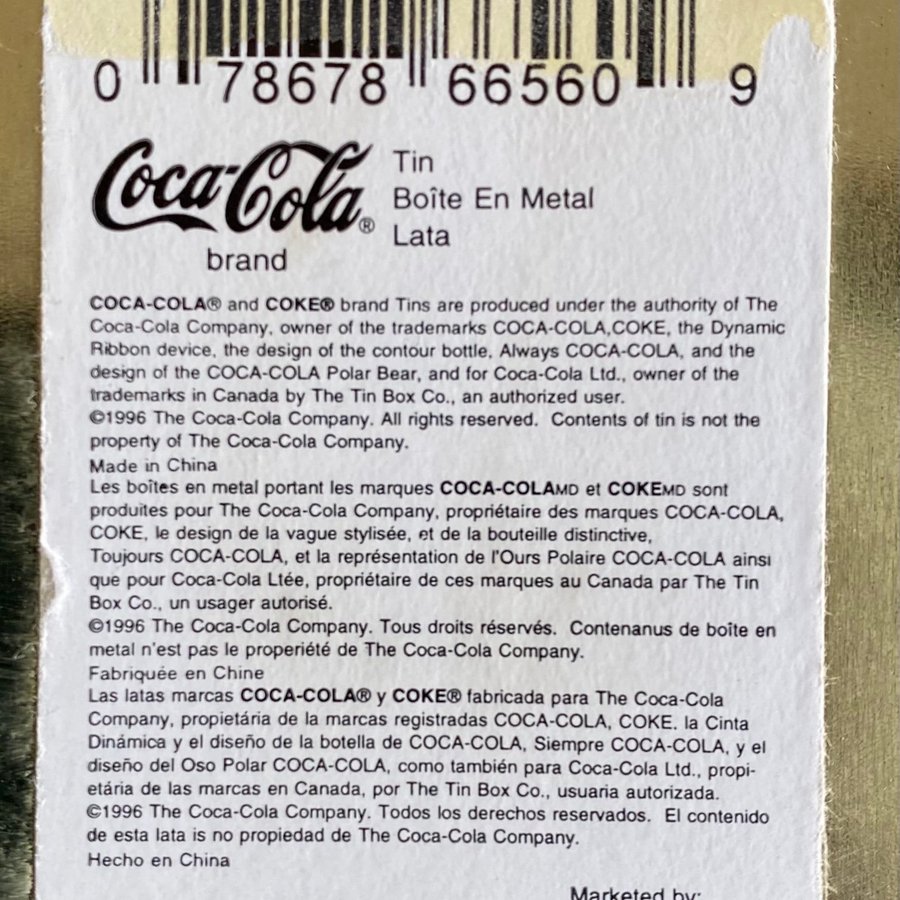 0 78678 66560 9
Coca-Cola®
brand
Tin
Boîte En Metal
Lata
COCA-COLA® and COKE® brand Tins are produced under the authority of The
Coca-Cola Company, owner of the trademarks COCA-COLA,COKE, the Dynamic
Ribbon device, the design of the contour bottle, Always COCA-COLA, and the
design of the COCA-COLA Polar Bear, and for Coca-Cola Ltd., owner of the
trademarks in Canada by The Tin Box Co., an authorized user.
©1996 The Coca-Cola Company. All rights reserved. Contents of tin is not the
property of The Coca-Cola Company.
Made in China
Les boîtes en metal portant les marques COCA-COLAMD et COKEMD sont
produites pour The Coca-Cola Company, propriétaire des marques COCA-COLA,
COKE, le design de la vague stylisée, et de la bouteille distinctive,
Toujours COCA-COLA, et la représentation de l'Ours Polaire COCA-COLA ainsi
que pour Coca-Cola Ltée, propriétaire de ces marques au Canada par The Tin
Box Co., un usager autorisé.
©1996 The Coca-Cola Company. Tous droits réservés. Contenanus de boîte en
metal n'est pas le properiété de The Coca-Cola Company.
Fabriquée en Chine
Las latas marcas COCA-COLA® y COKE® fabricada para The Coca-Cola
Company, propietária de la marcas registradas COCA-COLA, COKE. la Cinta
Dinámica y el diseño de la botella de COCA-COLA, Siempre COCA-COLA, y el
diseño del Oso Polar COCA-COLA, como también para Coca-Cola Ltd., propi-
etária de las marcas en Canada, por The Tin Box Co., usuaria autorizada.
©1996 The Coca-Cola Company. Todos los derechos reservados. El contenido
de esta lata is no propiedad de The Coca-Cola Company.
Hecho en China
Marketed by: